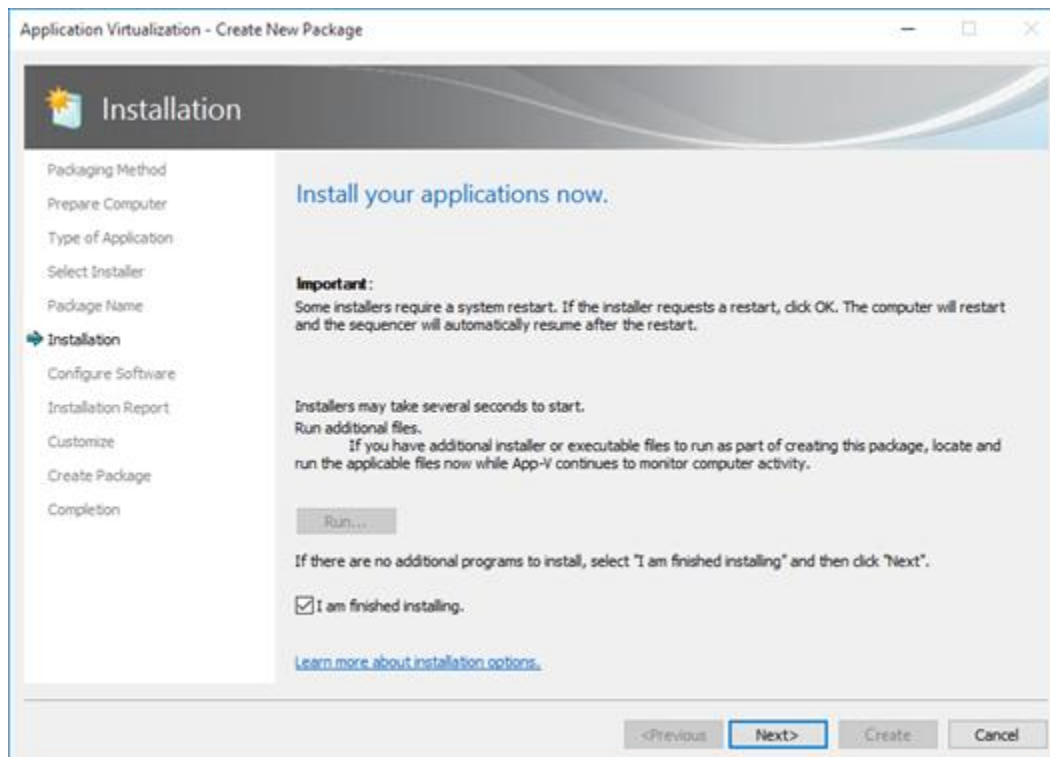 Application Virtualization - Create New Package
Installation
Packaging Method
Prepare Computer
Type of Application
Select Installer
Package Name
Installation
Configure Software
Installation Report
Customize
Create Package
Completion
Install your applications now.
Important:
Some installers require a system restart. If the installer requests a restart, click OK. The computer will restart
and the sequencer will automatically resume after the restart.
Installers may take several seconds to start.
Run additional files.
If you have additional installer or executable files to run as part of creating this package, locate and
run the applicable files now while App-V continues to monitor computer activity.
Run...
If there are no additional programs to install, select "I am finished installing" and then click "Next".
I am finished installing.
Learn more about installation options.
<Previous Next> Create Cancel